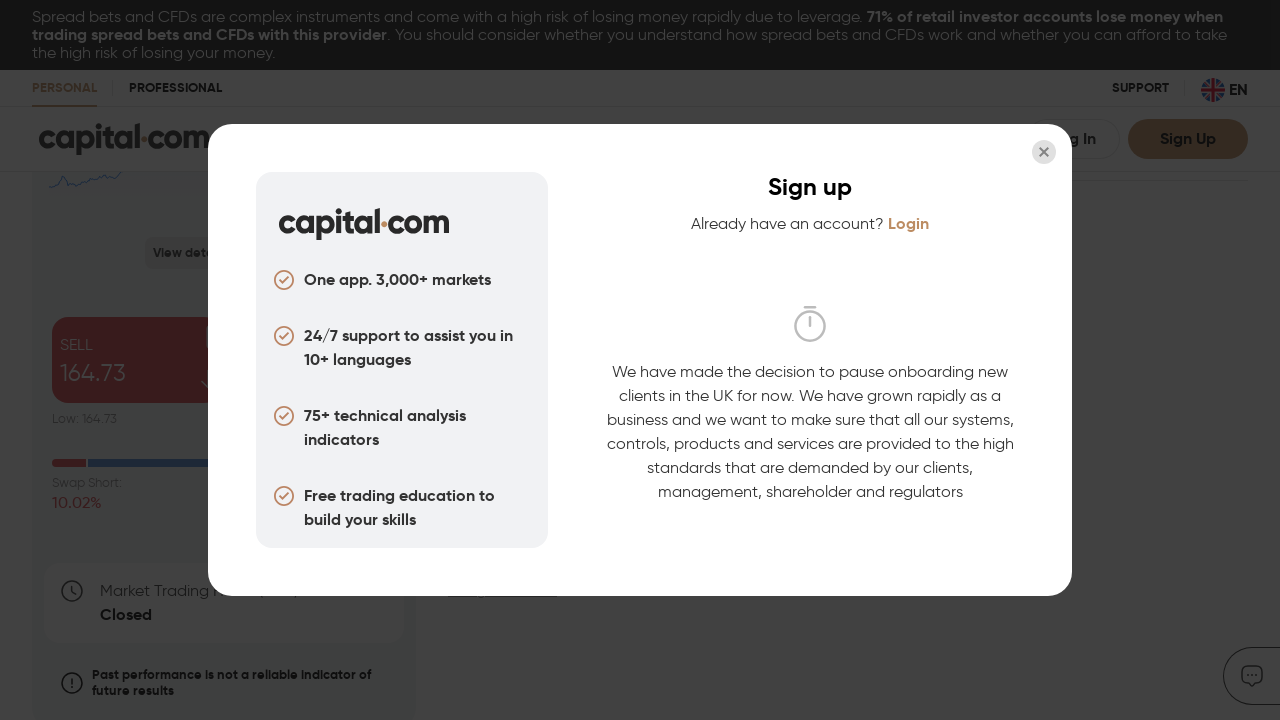 Spread bets and CFDs are complex instruments and come with a high risk of losing money rapidly due to leverage. 71% of retail investor accounts lose money when
trading spread bets and CFDs with this provider. You should consider whether you understand how spread bets and CFDs work and whether you can afford to take
the high risk of losing your money.
PERSONAL PROFESSIONAL SUPPORT EN
capital.com In Sign Up
View
SELL
164.73
Low: 164.73
Swap Short:
10.02%
Market Trading
Closed
Past performance is not a reliable indicator of
future results
capital.com
One app. 3,000+ markets
24/7 support to assist you in
10+ languages
75+ technical analysis
indicators
Free trading education to
build your skills
Sign up
Already have an account? Login
We have made the decision to pause onboarding new
clients in the UK for now. We have grown rapidly as a
business and we want to make sure that all our systems,
controls, products and services are provided to the high
standards that are demanded by our clients,
management, shareholder and regulators